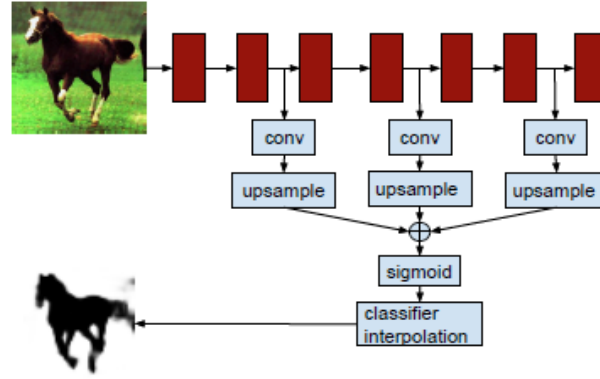 conv
conv
conv
upsample
upsample
upsample
sigmoid
classifier
interpolation